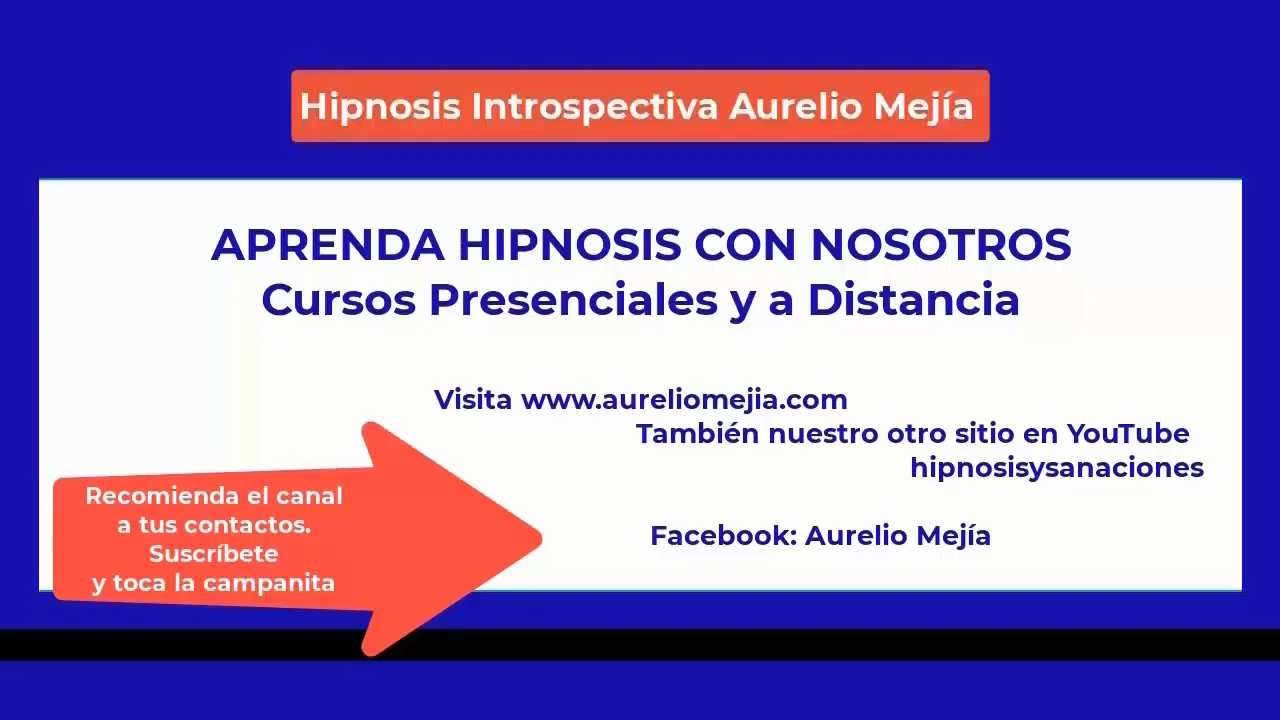 Hipnosis Introspectiva Aurelio Mejía
APRENDA HIPNOSIS CON NOSOTROS
Cursos Presenciales y a Distancia
Visita www.aureliomejia.com
También nuestro otro sitio en YouTube
hipnosisysanaciones
Facebook: Aurelio Mejía
Recomienda el canal
a tus contactos.
Suscríbete
y toca la campanita